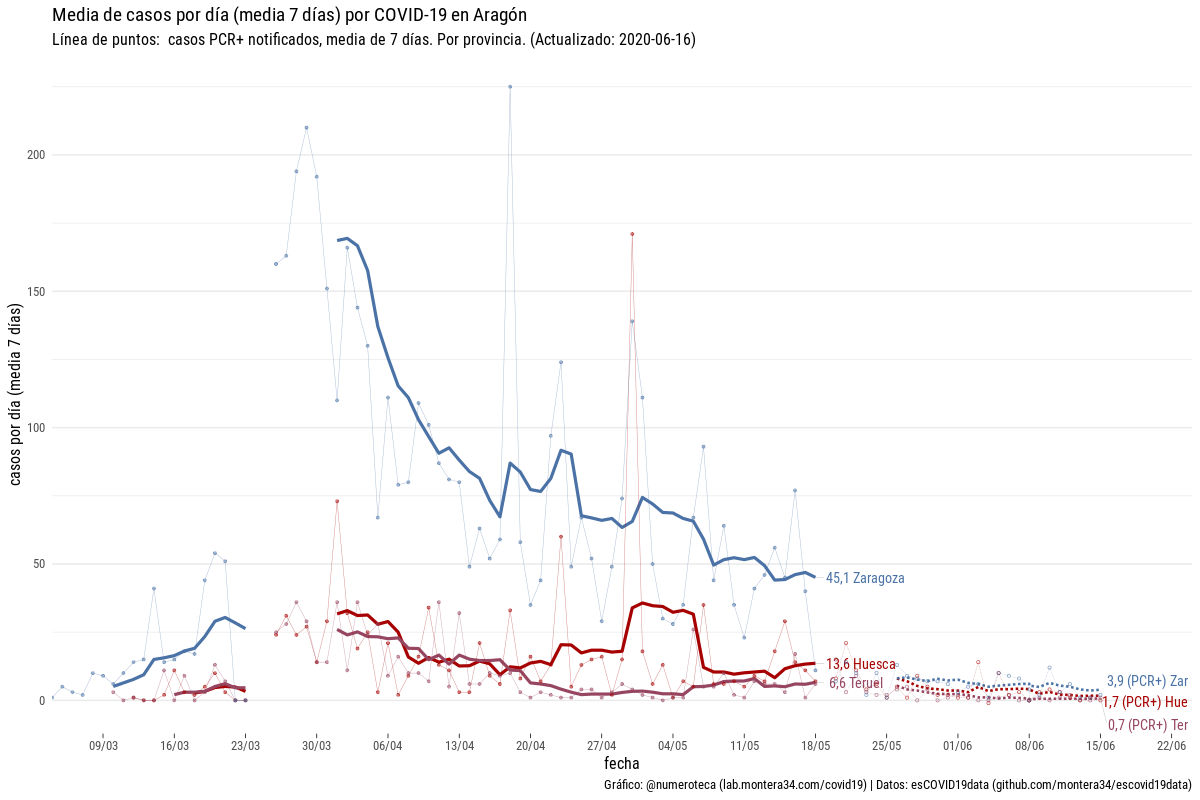 Media de casos por día (media 7 días) por COVID-19 en Aragón
Línea de puntos:  casos PCR+ notificados, media de 7 días. Por provincia. (Actualizado: 2020-06-16)
casos por día (media 7 días)
200
150
100
50
0
45,1 Zaragoza
13,6 Huesca
6,6 Teruel
3,9 (PCR+) Zar
1,7 (PCR+) Hue
0,7 (PCR+) Ter
09/03 16/03 23/03 30/03 06/04 13/04 20/04 27/04 04/05 11/05 18/05 25/05 01/06 08/06 15/06 22/06
fecha
Gráfico: @numeroteca (lab.montera34.com/covid19) | Datos: esCOVID19data (github.com/montera34/escovid19data)